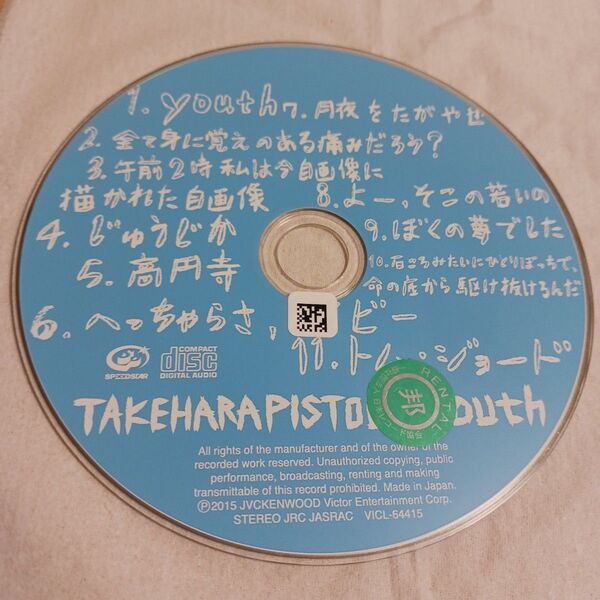 1. youth
7. 月夜をたがやせ
2. 全て身に覚えのある痛みだろう?
3. 午前2時 私は今自画像に
描かれた自画像
8. よー、そこの若いの
4. じゅうじか
9. ぼくの夢でした
5. 高円寺
10. 石ころみたいにひとりぼっちで、
命の底から駆け抜けるんだ
6. へっちゃらさ,
ビー
11. トム・ジョード
SPEEDSTAR
COMPACT
disc
DIGITAL AUDIO
RENTAL
邦
TAKEHARA PISTOL youth
All rights of the manufacturer and of the owner of the
recorded work reserved. Unauthorized copying, public
performance, broadcasting, renting and making
transmittable of this record prohibited. Made in Japan.
Ⓟ2015 JVCKENWOOD Victor Entertainment Corp.
STEREO JRC JASRAC VICL-64415